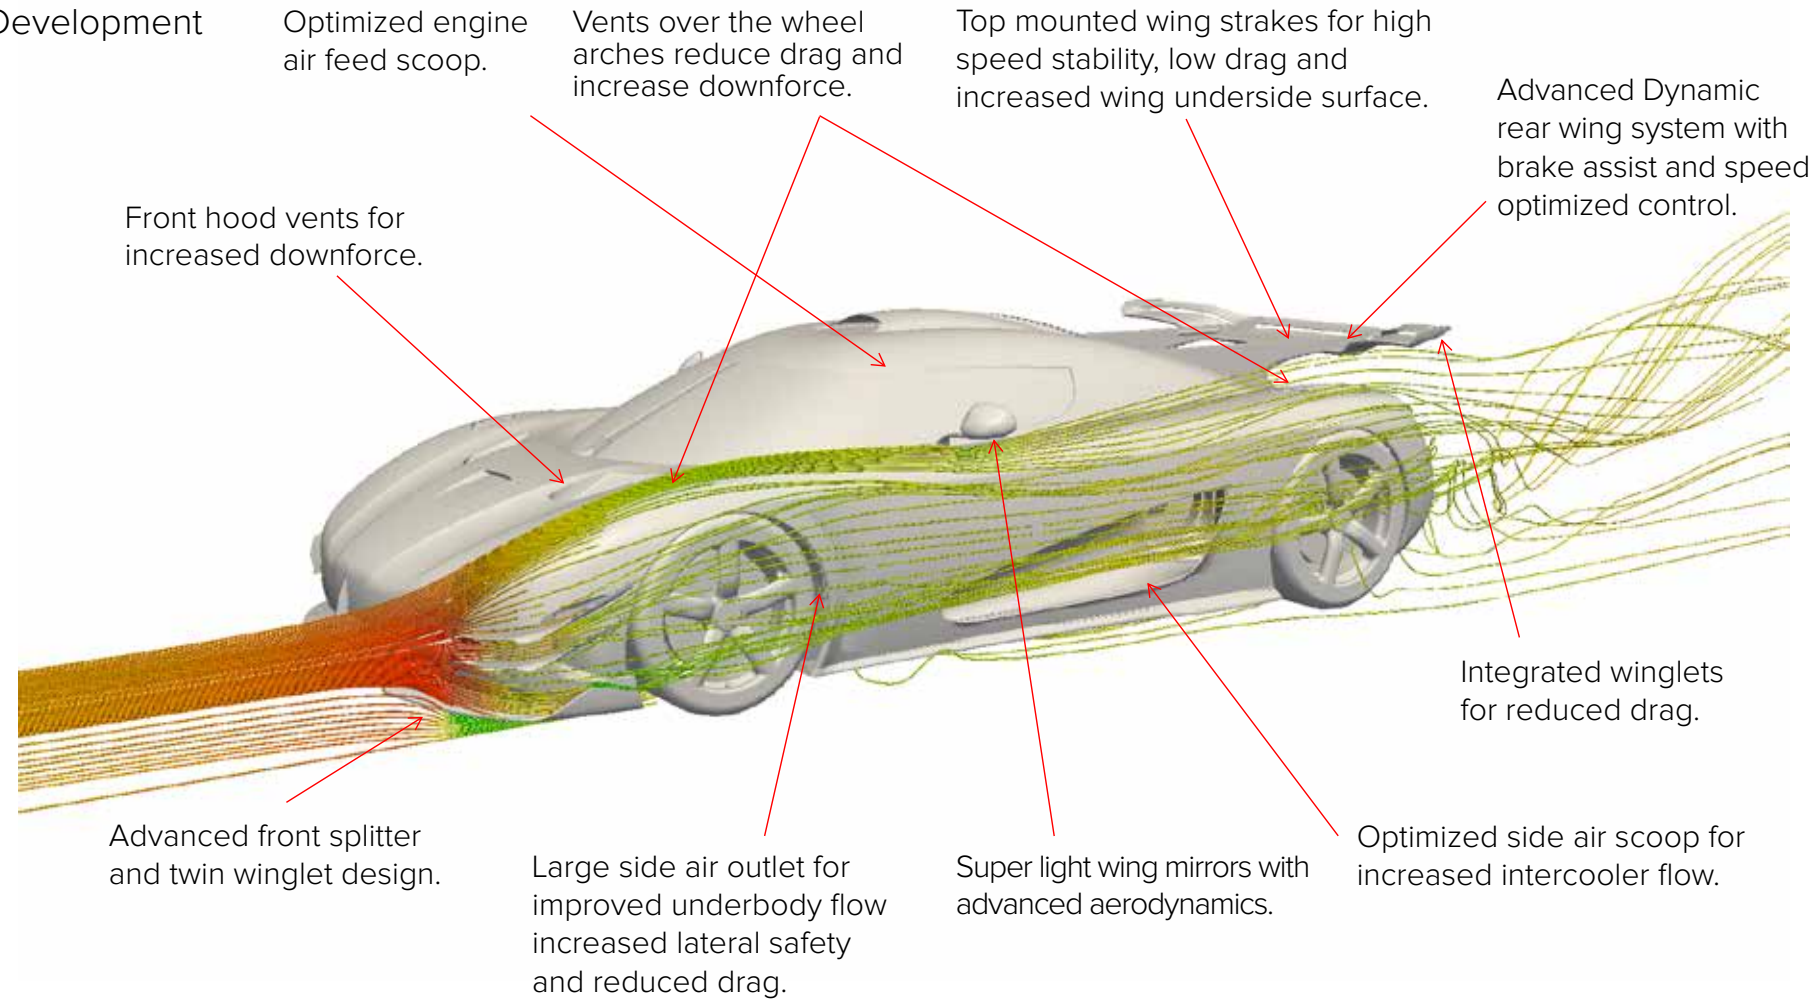 Development
Optimized engine
air feed scoop.
Vents over the wheel
arches reduce drag and
increase downforce.
Top mounted wing strakes for high
speed stability, low drag and
increased wing underside surface.
Advanced Dynamic
rear wing system with
brake assist and speed
optimized control.
Front hood vents for
increased downforce.
Integrated winglets
for reduced drag.
Advanced front splitter
and twin winglet design.
Large side air outlet for
improved underbody flow
increased lateral safety
and reduced drag.
Super light wing mirrors with
advanced aerodynamics.
Optimized side air scoop for
increased intercooler flow.